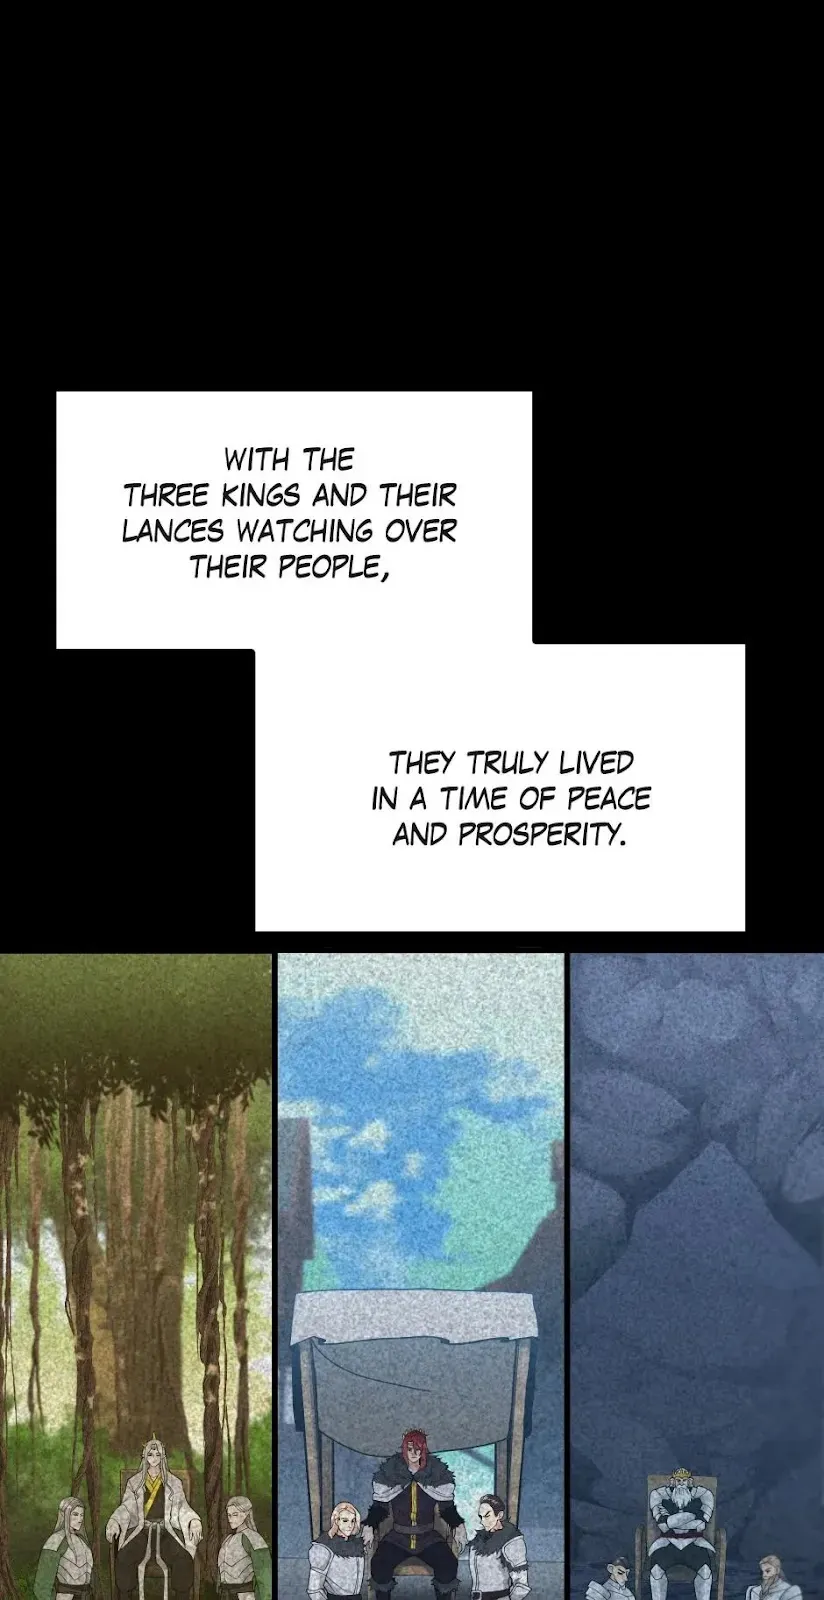 WITH THE
THREE KINGS AND THEIR
LANCES WATCHING OVER
THEIR PEOPLE,
THEY TRULY LIVED
IN A TIME OF PEACE
AND PROSPERITY.